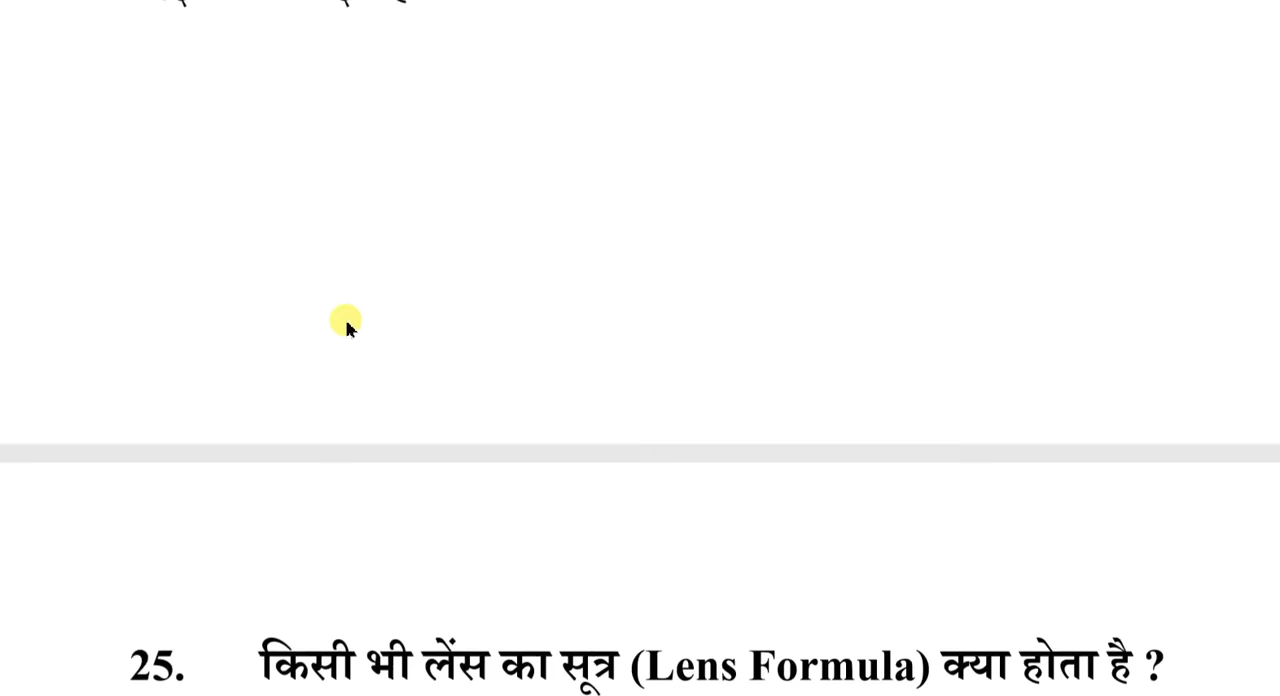 25. किसी भी लेंस का सूत्र (Lens Formula) क्या होता है ?